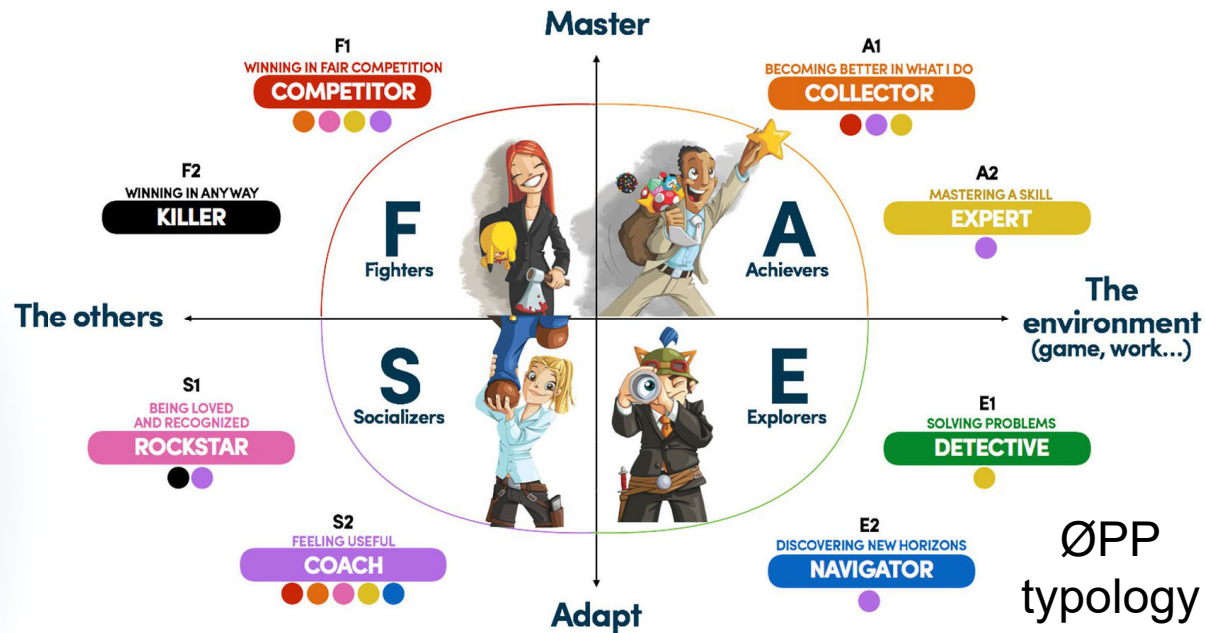 Master
F1
WINNING IN FAIR COMPETITION
COMPETITOR
A1
BECOMING BETTER IN WHAT I DO
COLLECTOR
F2
WINNING IN ANYWAY
KILLER
A2
MASTERING A SKILL
EXPERT
F
Fighters
A
Achievers
The others
The
environment
(game, work...)
S
Socializers
E
Explorers
S1
BEING LOVED
AND RECOGNIZED
ROCKSTAR
E1
SOLVING PROBLEMS
DETECTIVE
S2
FEELING USEFUL
COACH
E2
DISCOVERING NEW HORIZONS
NAVIGATOR
Adapt
ØPP
typology